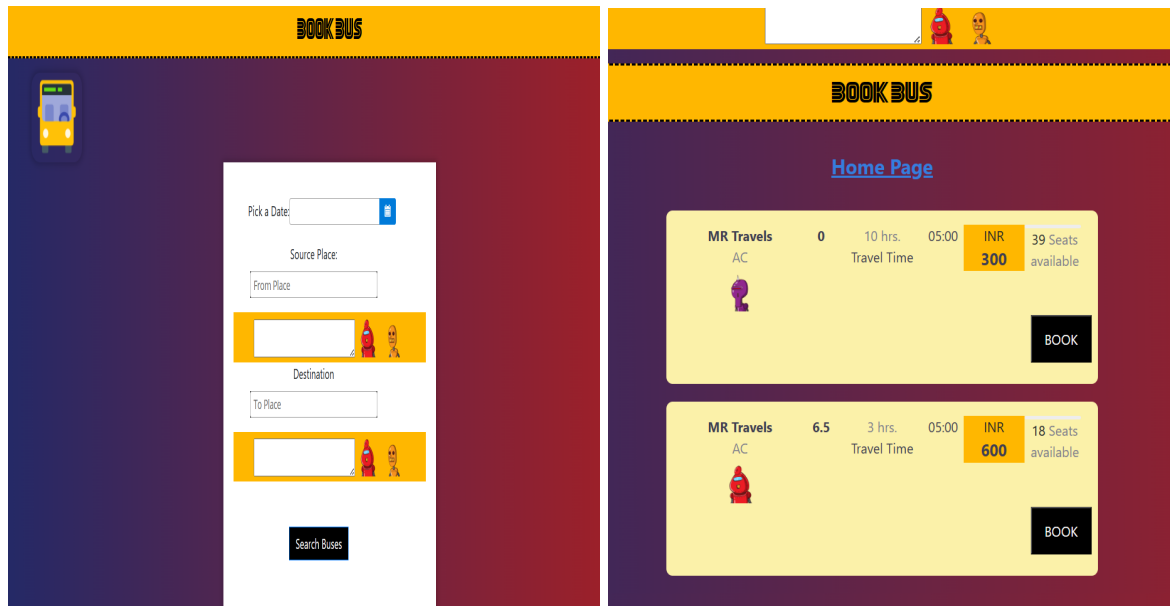 BOOK BUS
Pick a Date:
Source Place:
From Place
Destination
To Place
Search Buses
BOOK BUS
Home Page
MR Travels 0 10 hrs. 05:00 INR 39 Seats
AC Travel Time 300 available
BOOK
MR Travels 6.5 3 hrs. 05:00 INR 18 Seats
AC Travel Time 600 available
BOOK